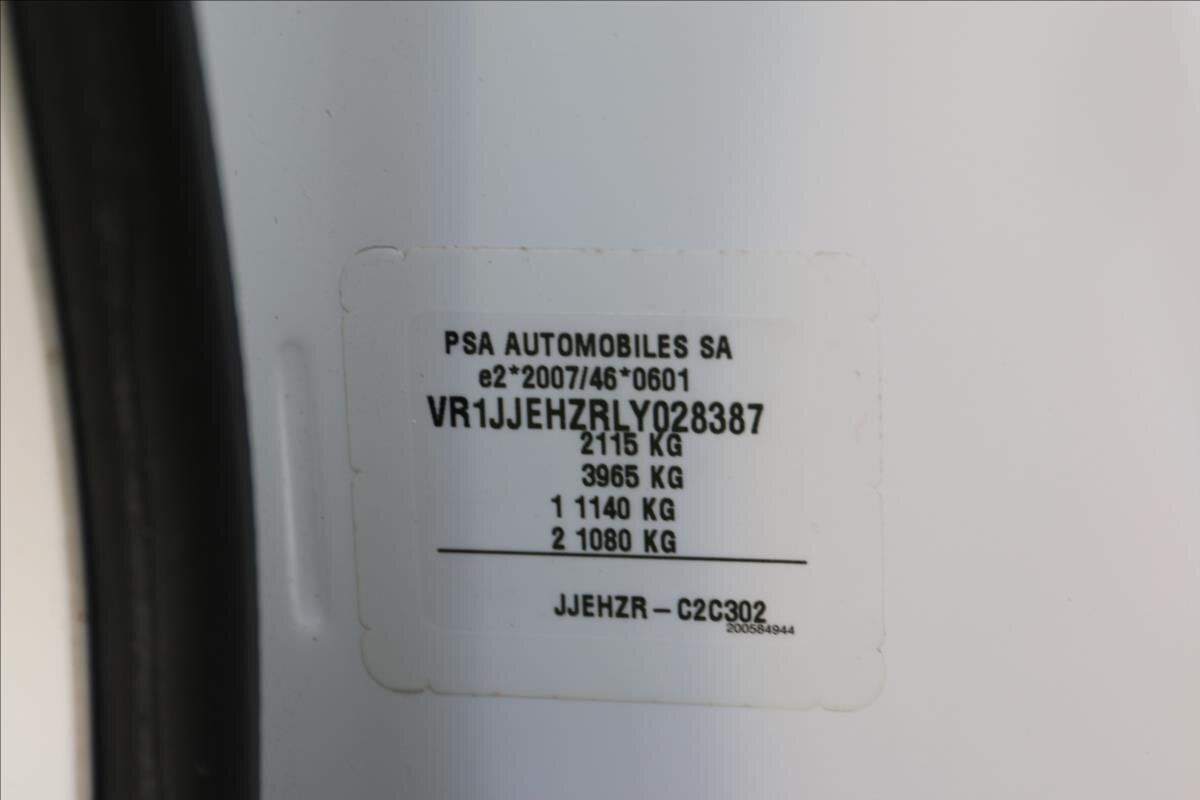 PSA AUTOMOBILES SA
e2*2007/46*0601
VR1JJEHZRLY028387
2115 KG
3965 KG
1 1140 KG
2 1080 KG
JJEHZR – C2C302
200584944